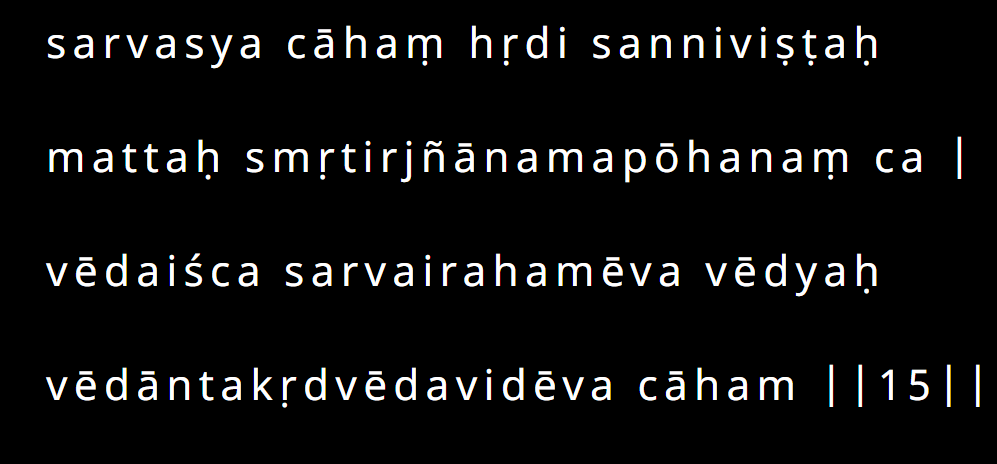 sarvasya cāhaṃ hṛdi sanniviṣṭaḥ
mattaḥ smṛtirjñānamapōhanaṃ ca |
vēdaiśca sarvairahamēva vēdyaḥ
vēdāntakṛdvēdavidēva cāham ||15||